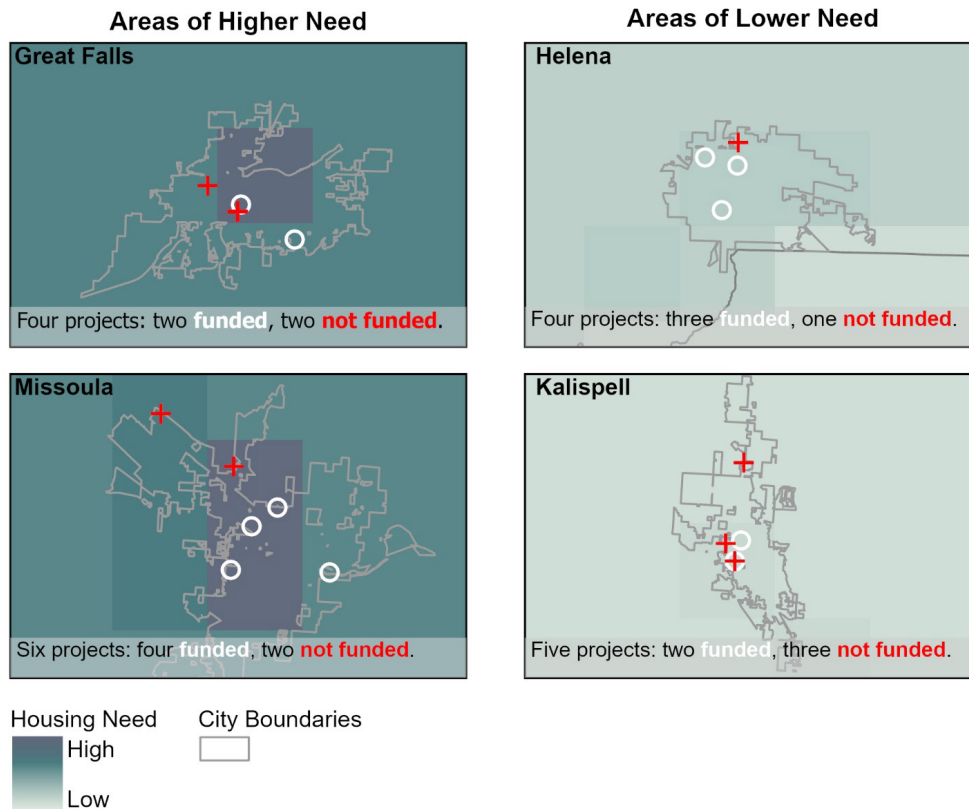 Areas of Higher Need
Areas of Lower Need
Great Falls
Four projects: two funded, two not funded.
Helena
Four projects: three funded, one not funded.
Missoula
Six projects: four funded, two not funded.
Kalispell
Five projects: two funded, three not funded.
Housing Need
High
Low
City Boundaries